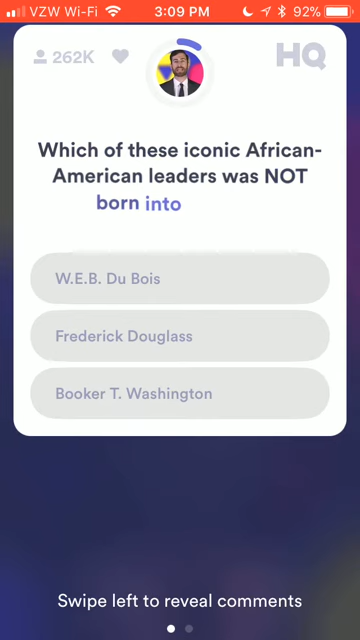 VZW Wi-Fi 3:09 PM 92%
262K HQ
Which of these iconic African-
American leaders was NOT
born into
W.E.B. Du Bois
Frederick Douglass
Booker T. Washington
Swipe left to reveal comments